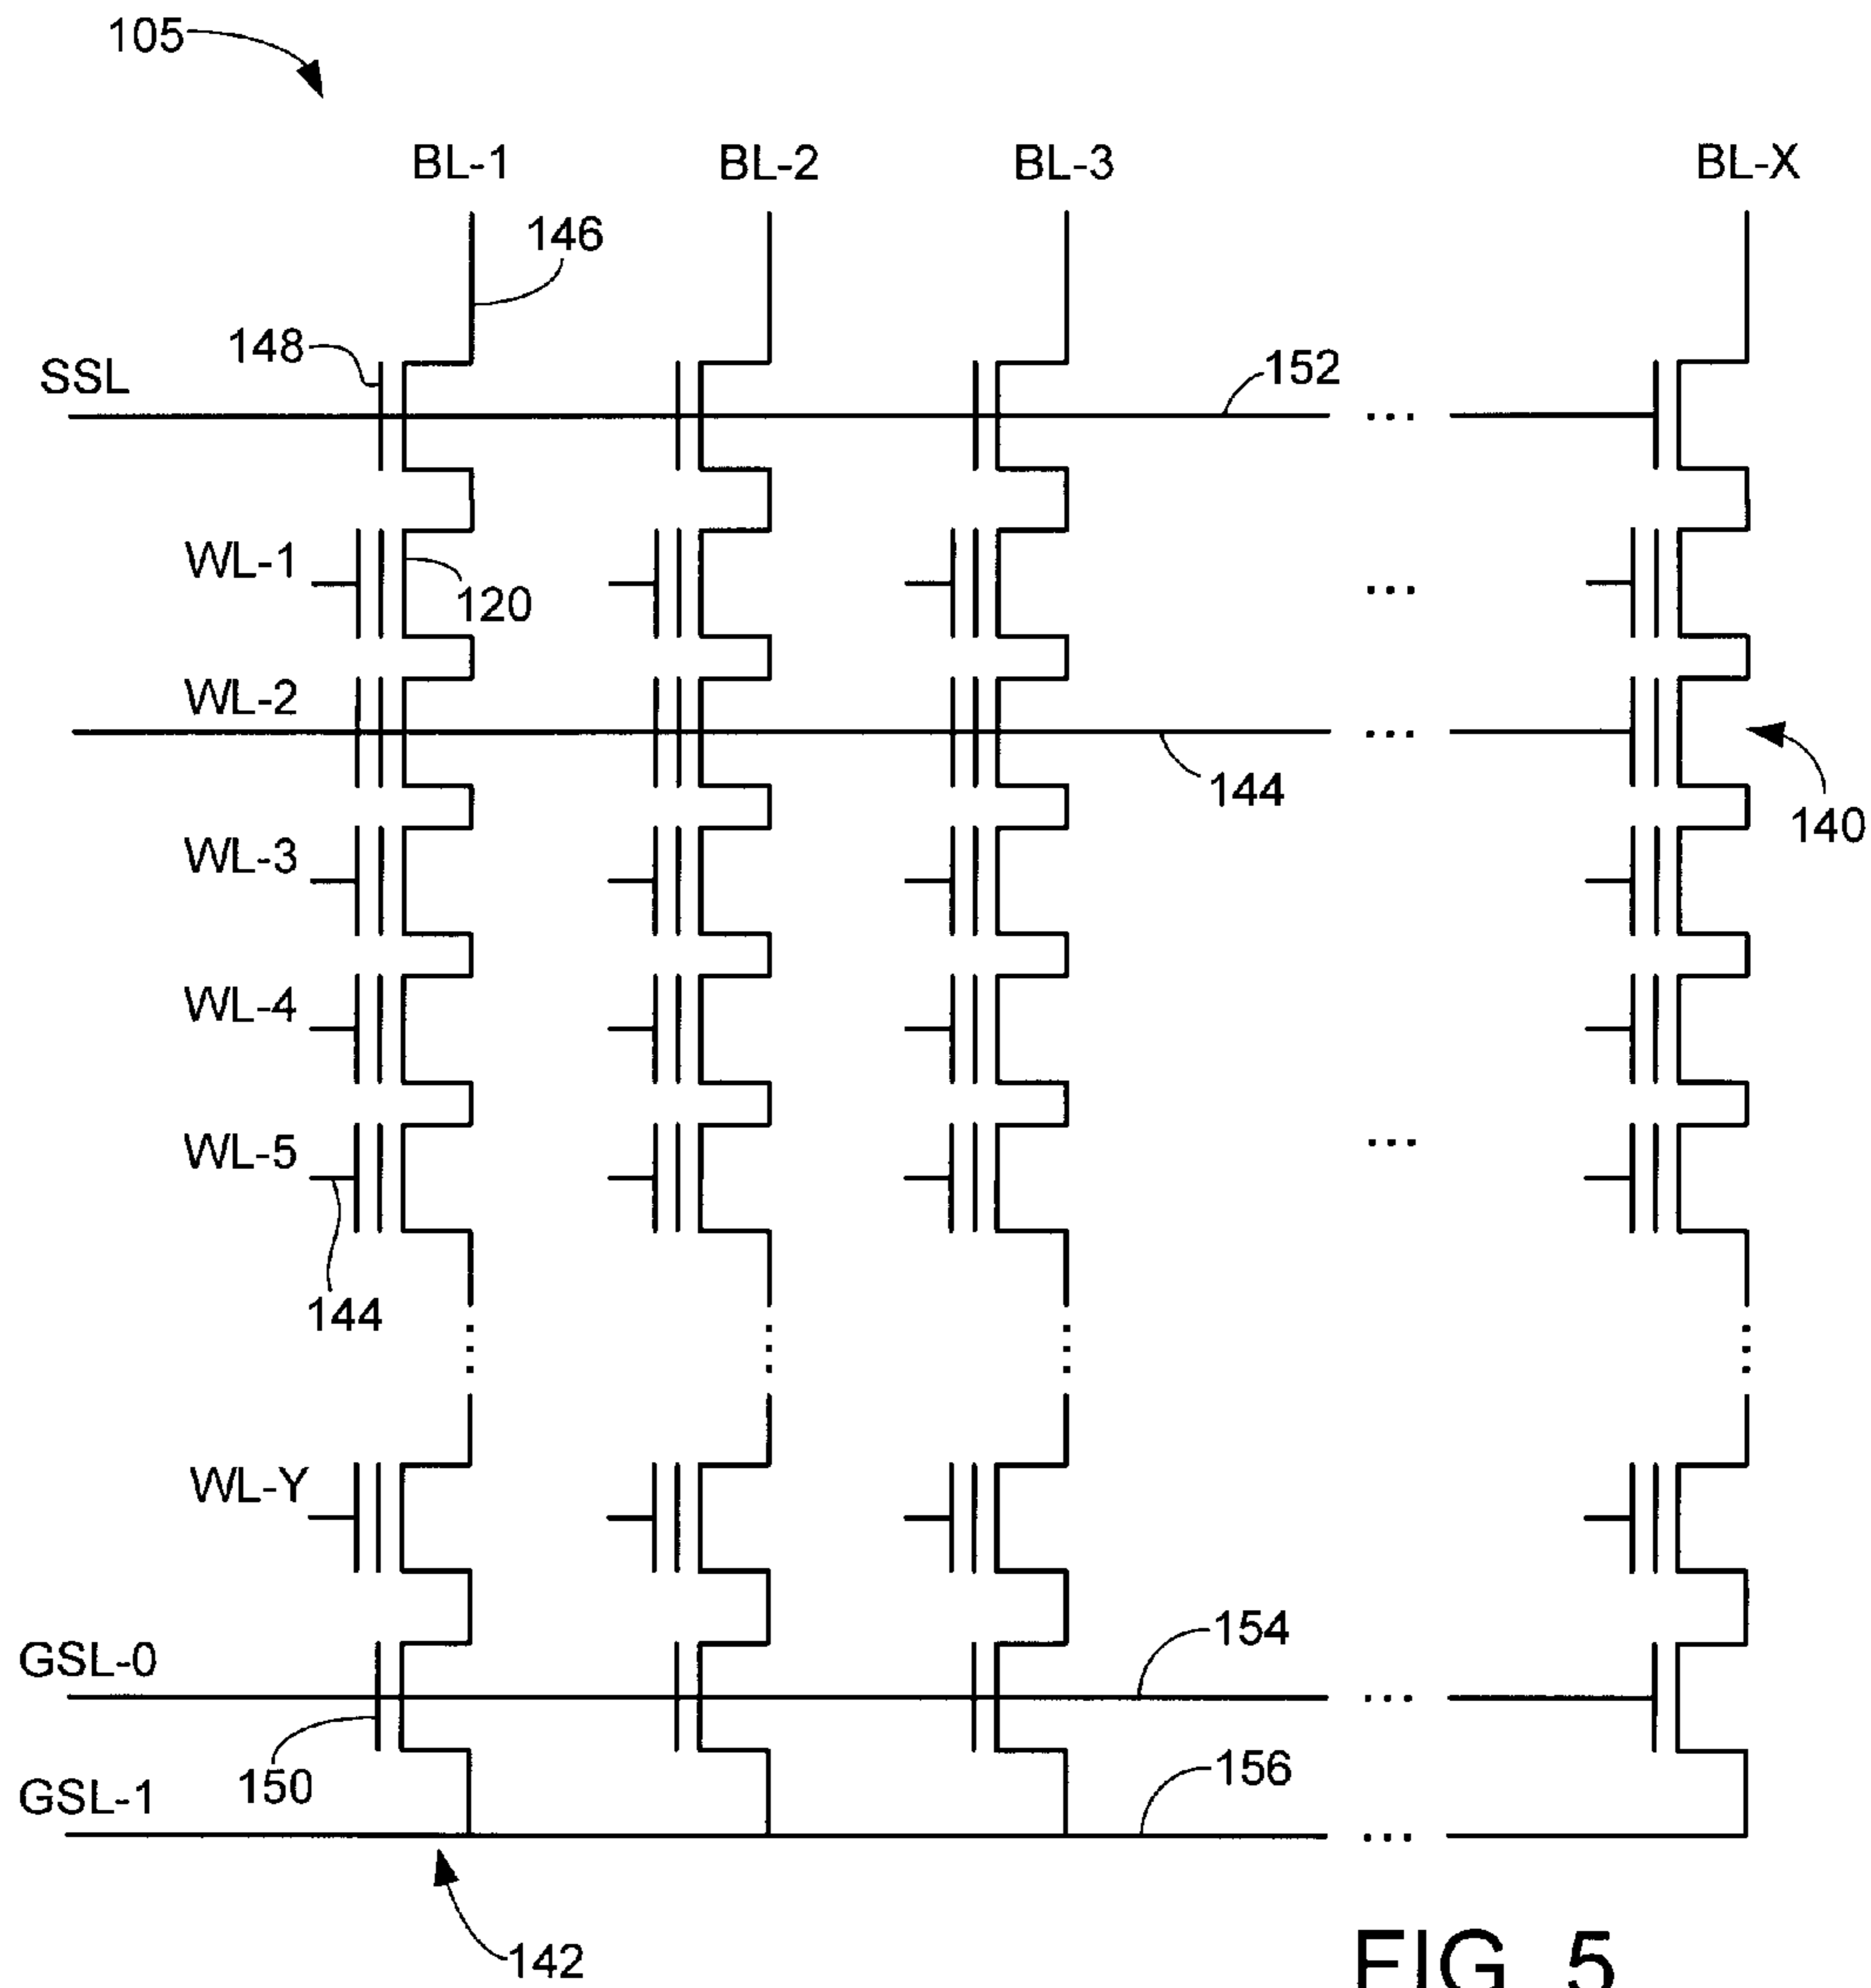 105
BL-1 BL-2 BL-3 BL-X
146
148
SSL
152
...
WL-1
120
...
WL-2
144
...
140
WL-3
WL-4
WL-5
...
144
WL-Y
GSL-0
154
...
150
GSL-1
156
...
142
FIG. 5